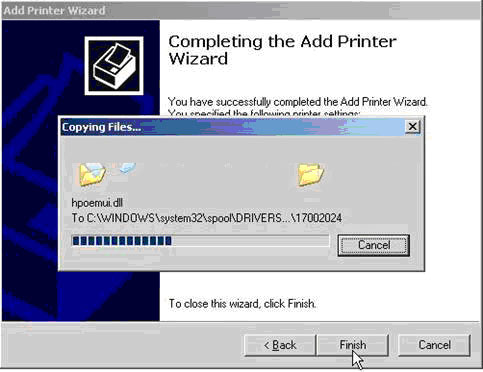 Add Printer Wizard
Completing the Add Printer
Wizard
You have successfully completed the Add Printer Wizard.
You specified the following printer settings:
Copying Files...
hpoemui.dll
To C:\WINDOWS\system32\spool\DRIVERS...\17002024
Cancel
To close this wizard, click Finish.
< Back
Finish
Cancel